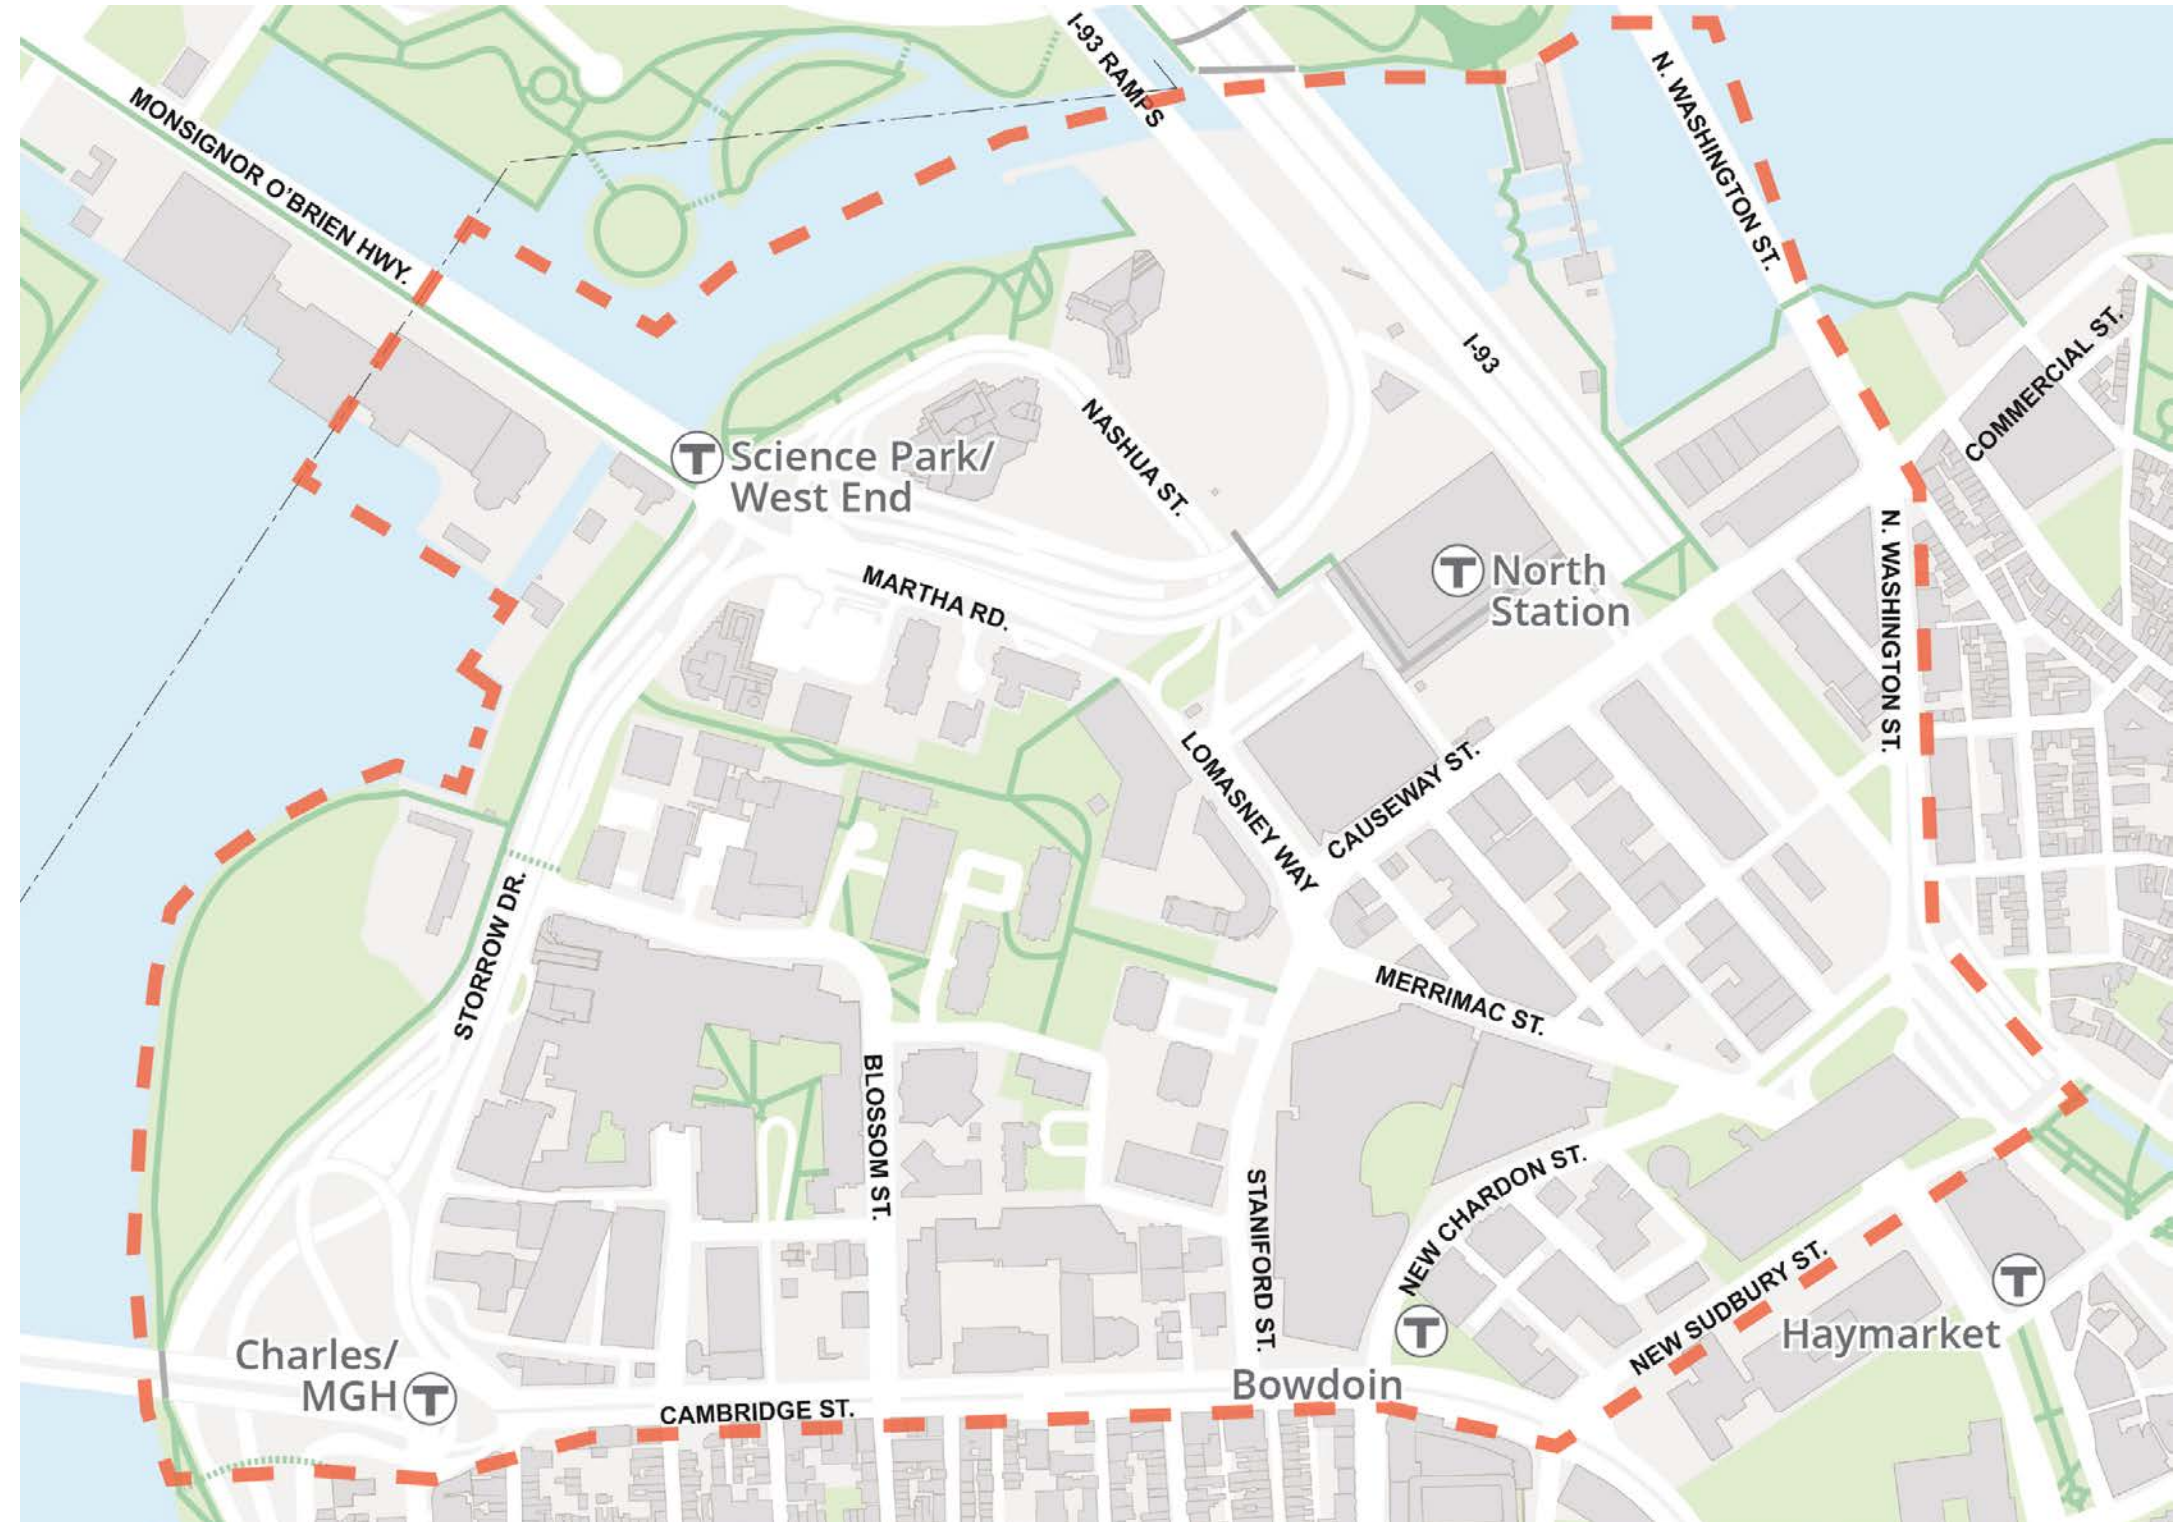 I-93 RAMPS
N. WASHINGTON ST.
MONSIGNOR O'BRIEN HWY.
COMMERCIAL ST.
I-93
NASHUA ST.
T
Science Park/
West End
T
North
Station
MARTHA RD.
N. WASHINGTON ST.
LOMASNEY WAY
CAUSEWAY ST.
STORROW DR.
MERRIMAC ST.
BLOSSOM ST.
STANIFORD ST.
NEW CHARDON ST.
NEW SUDBURY ST.
T
Haymarket
T
Bowdoin
Charles/
MGH
T
CAMBRIDGE ST.